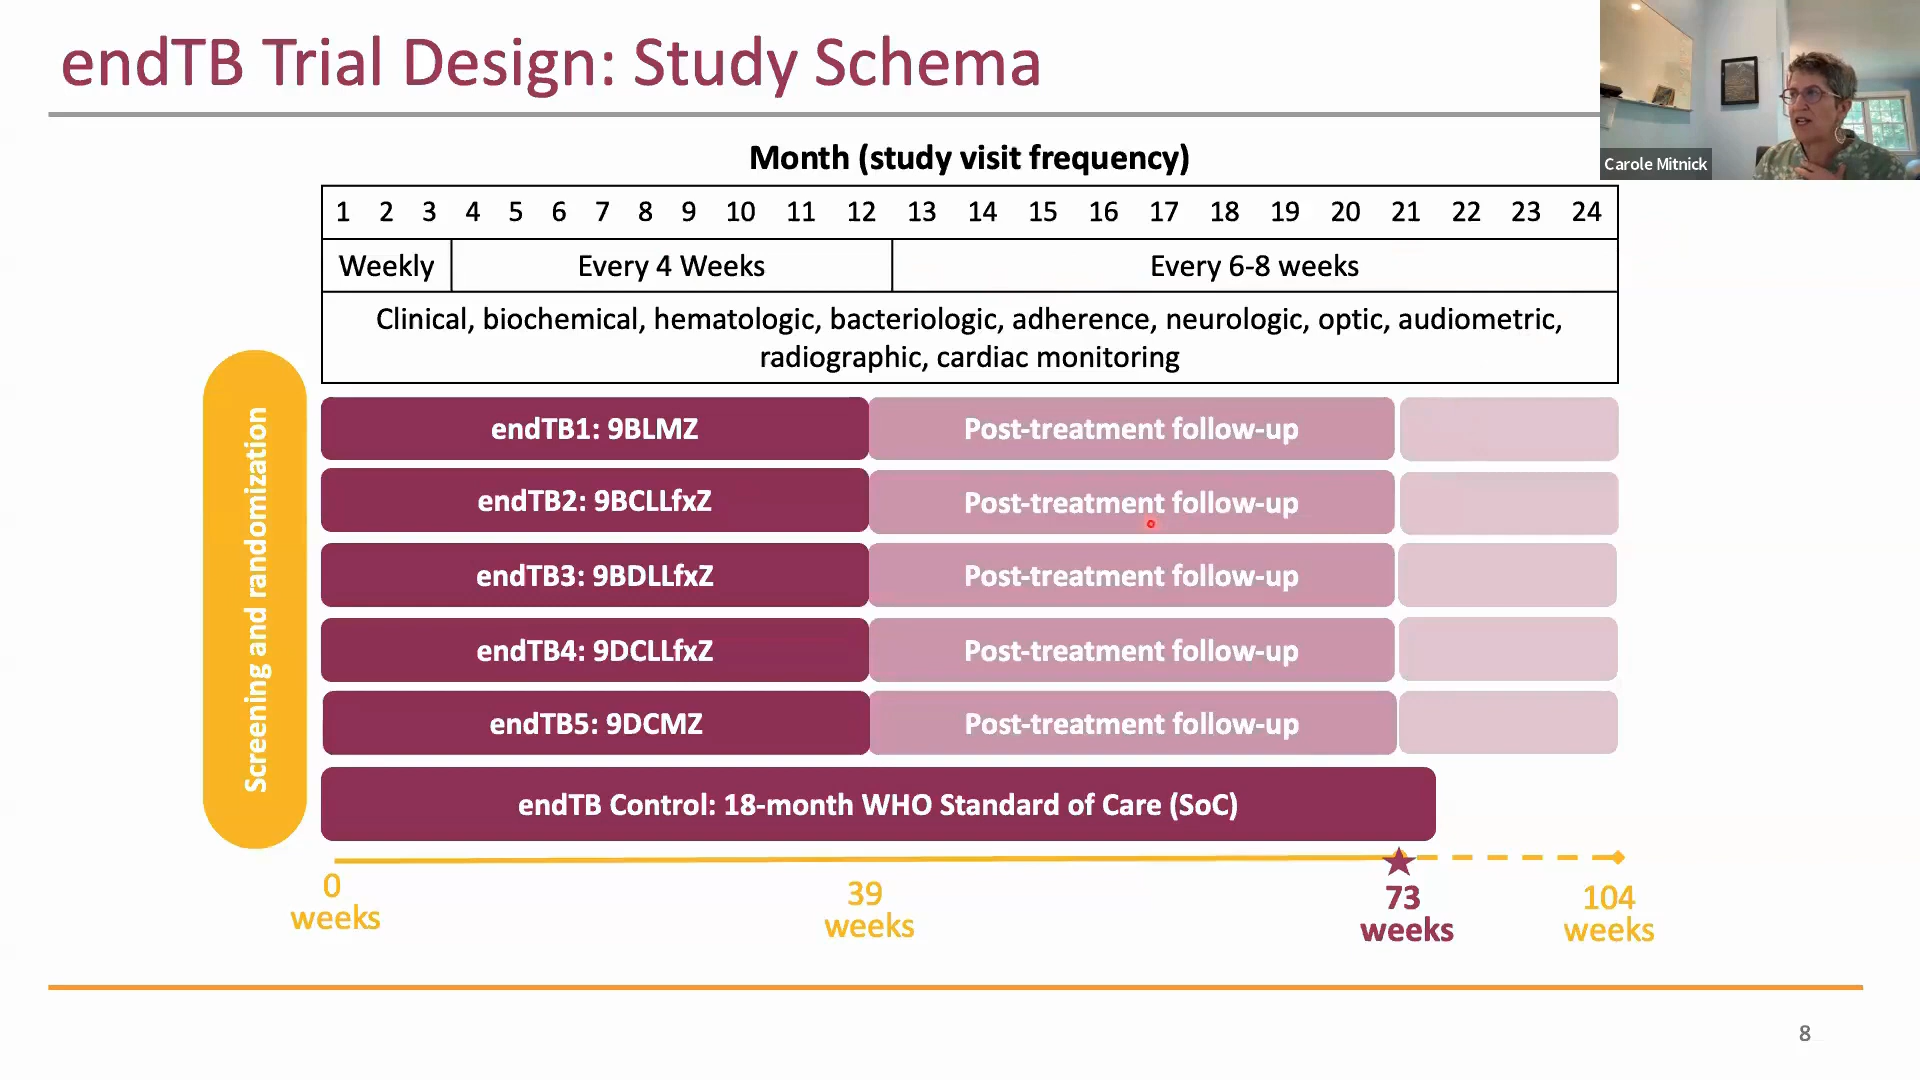 endTB Trial Design: Study Schema
Carole Mitnick
Month (study visit frequency)
1 2 3 4 5 6 7 8 9 10 11 12 13 14 15 16 17 18 19 20 21 22 23 24
Weekly Every 4 Weeks Every 6-8 weeks
Clinical, biochemical, hematologic, bacteriologic, adherence, neurologic, optic, audiometric,
radiographic, cardiac monitoring
Screening and randomization
endTB1: 9BLMZ Post-treatment follow-up
endTB2: 9BCLLfxZ Post-treatment follow-up
endTB3: 9BDLLfxZ Post-treatment follow-up
endTB4: 9DCLLfxZ Post-treatment follow-up
endTB5: 9DCMZ Post-treatment follow-up
endTB Control: 18-month WHO Standard of Care (SoC)
0 39 73 104
weeks weeks weeks weeks
8